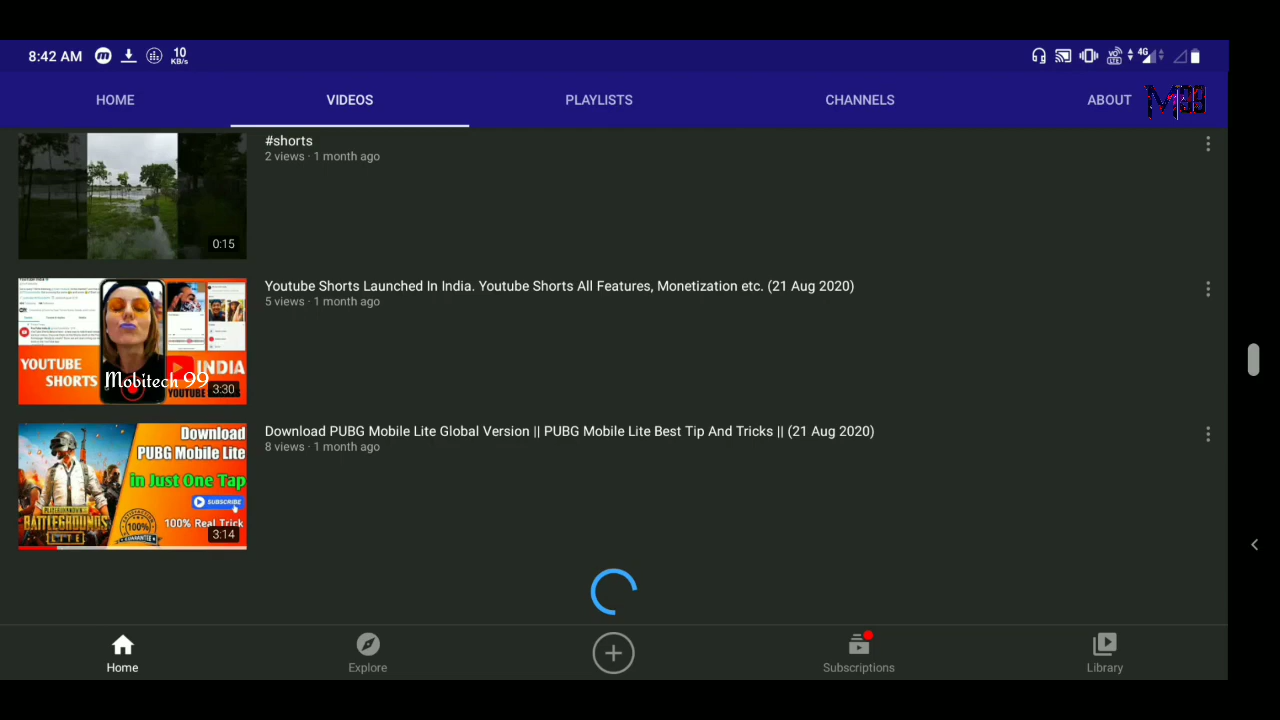 8:42 AM
10
KB/s
4G
HOME
VIDEOS
PLAYLISTS
CHANNELS
ABOUT
#shorts
2 views · 1 month ago
0:15
Youtube Shorts Launched In India. Youtube Shorts All Features, Monetization etc. (21 Aug 2020)
5 views · 1 month ago
YOUTUBE
SHORTS
INDIA
YOUTUBE
Mobitech 99
3:30
Download PUBG Mobile Lite Global Version || PUBG Mobile Lite Best Tip And Tricks || (21 Aug 2020)
8 views · 1 month ago
Download
PUBG Mobile Lite
in Just One Tap
SUBSCRIBE
BATTLEGROUNDS
LITE
100%
100% Real Trick
3:14
Home
Explore
Subscriptions
Library